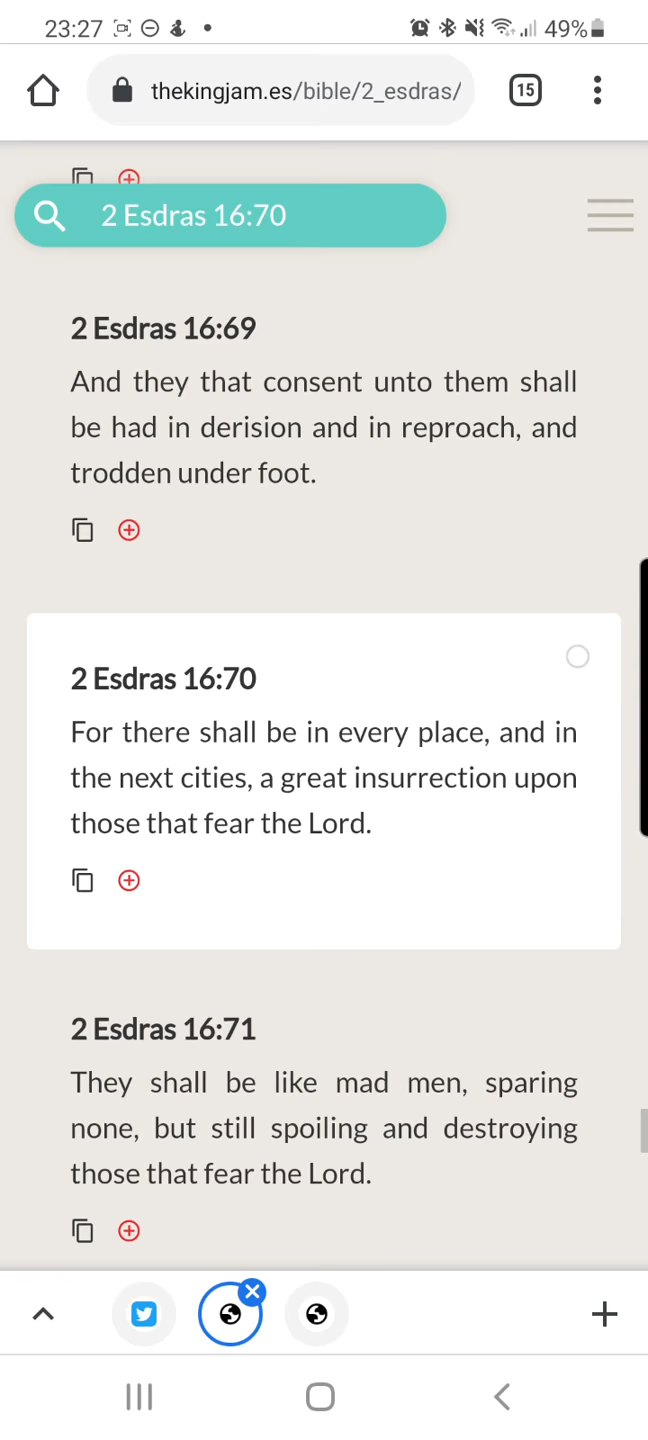 23:27 49%
thekingjam.es/bible/2_esdras/ 15
2 Esdras 16:70
2 Esdras 16:69
And they that consent unto them shall
be had in derision and in reproach, and
trodden under foot.
2 Esdras 16:70
For there shall be in every place, and in
the next cities, a great insurrection upon
those that fear the Lord.
2 Esdras 16:71
They shall be like mad men, sparing
none, but still spoiling and destroying
those that fear the Lord.